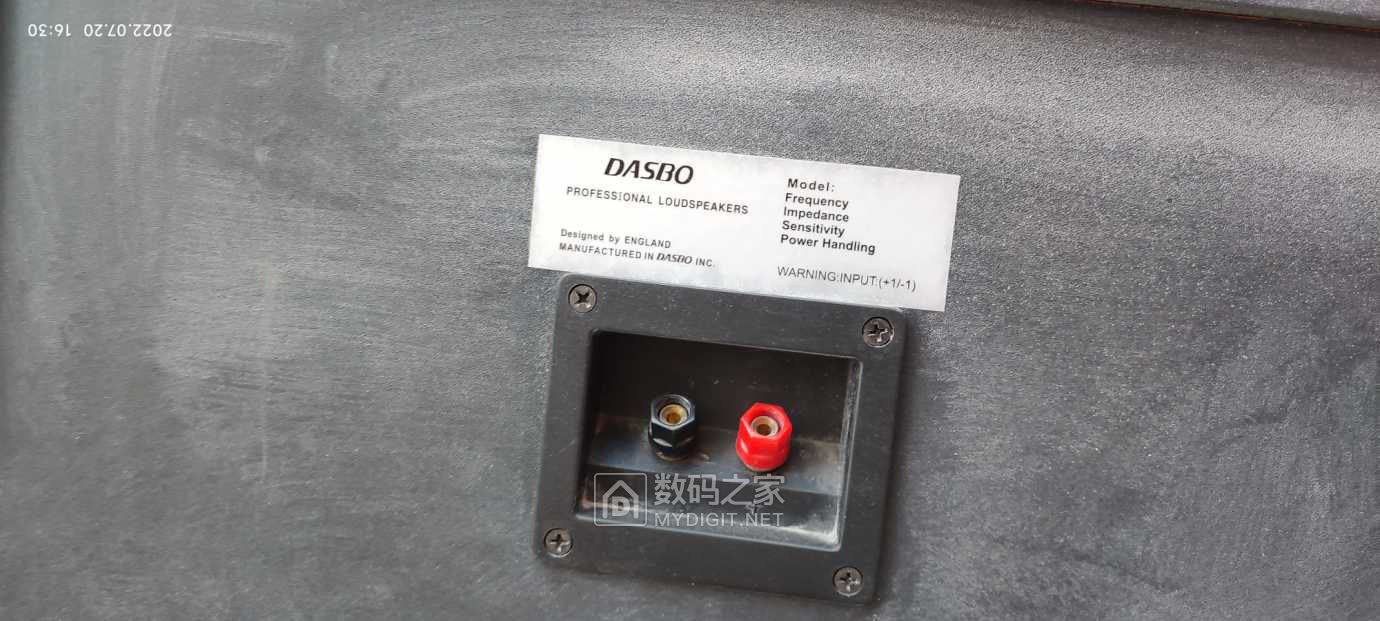 2022.07.20 16:30
DASBO
PROFESSIONAL LOUDSPEAKERS
Designed by ENGLAND
MANUFACTURED IN DASBO INC.
Model:
Frequency
Impedance
Sensitivity
Power Handling
WARNING:INPUT:(+1/-1)
数码之家
MYDIGIT.NET